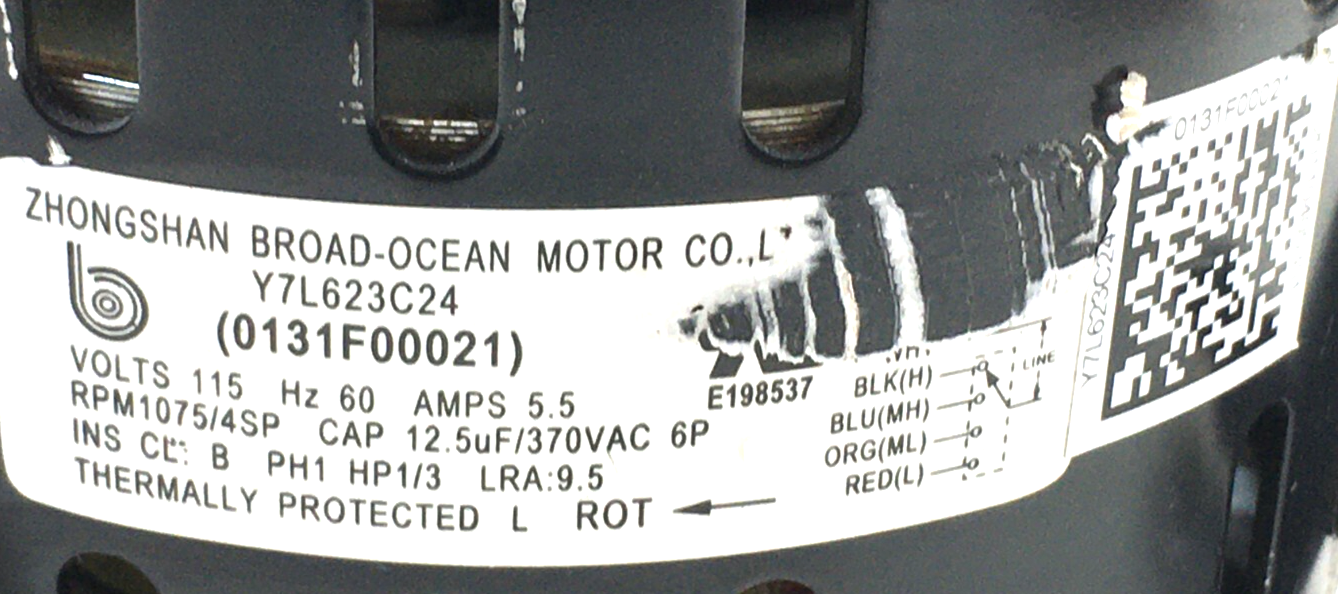 ZHONGSHAN BROAD-OCEAN MOTOR CO.,L
Y7L623C24
(0131F00021)
VOLTS 115 Hz 60 AMPS 5.5
RPM1075/4SP CAP 12.5uF/370VAC 6P
INS CL: B PH1 HP1/3 LRA:9.5
THERMALLY PROTECTED L ROT
E198537
BLK(H)
BLU(MH)
ORG(ML)
RED(L)
LINE
0131F00021
Y7L623C24